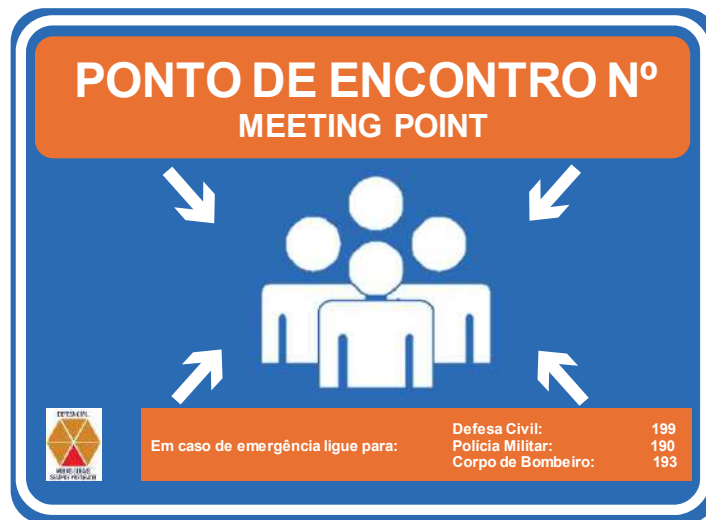 PONTO DE ENCONTRO Nº
MEETING POINT
DEFESA CIVIL
Em caso de emergência ligue para:
Defesa Civil: 199
Polícia Militar: 190
Corpo de Bombeiro: 193